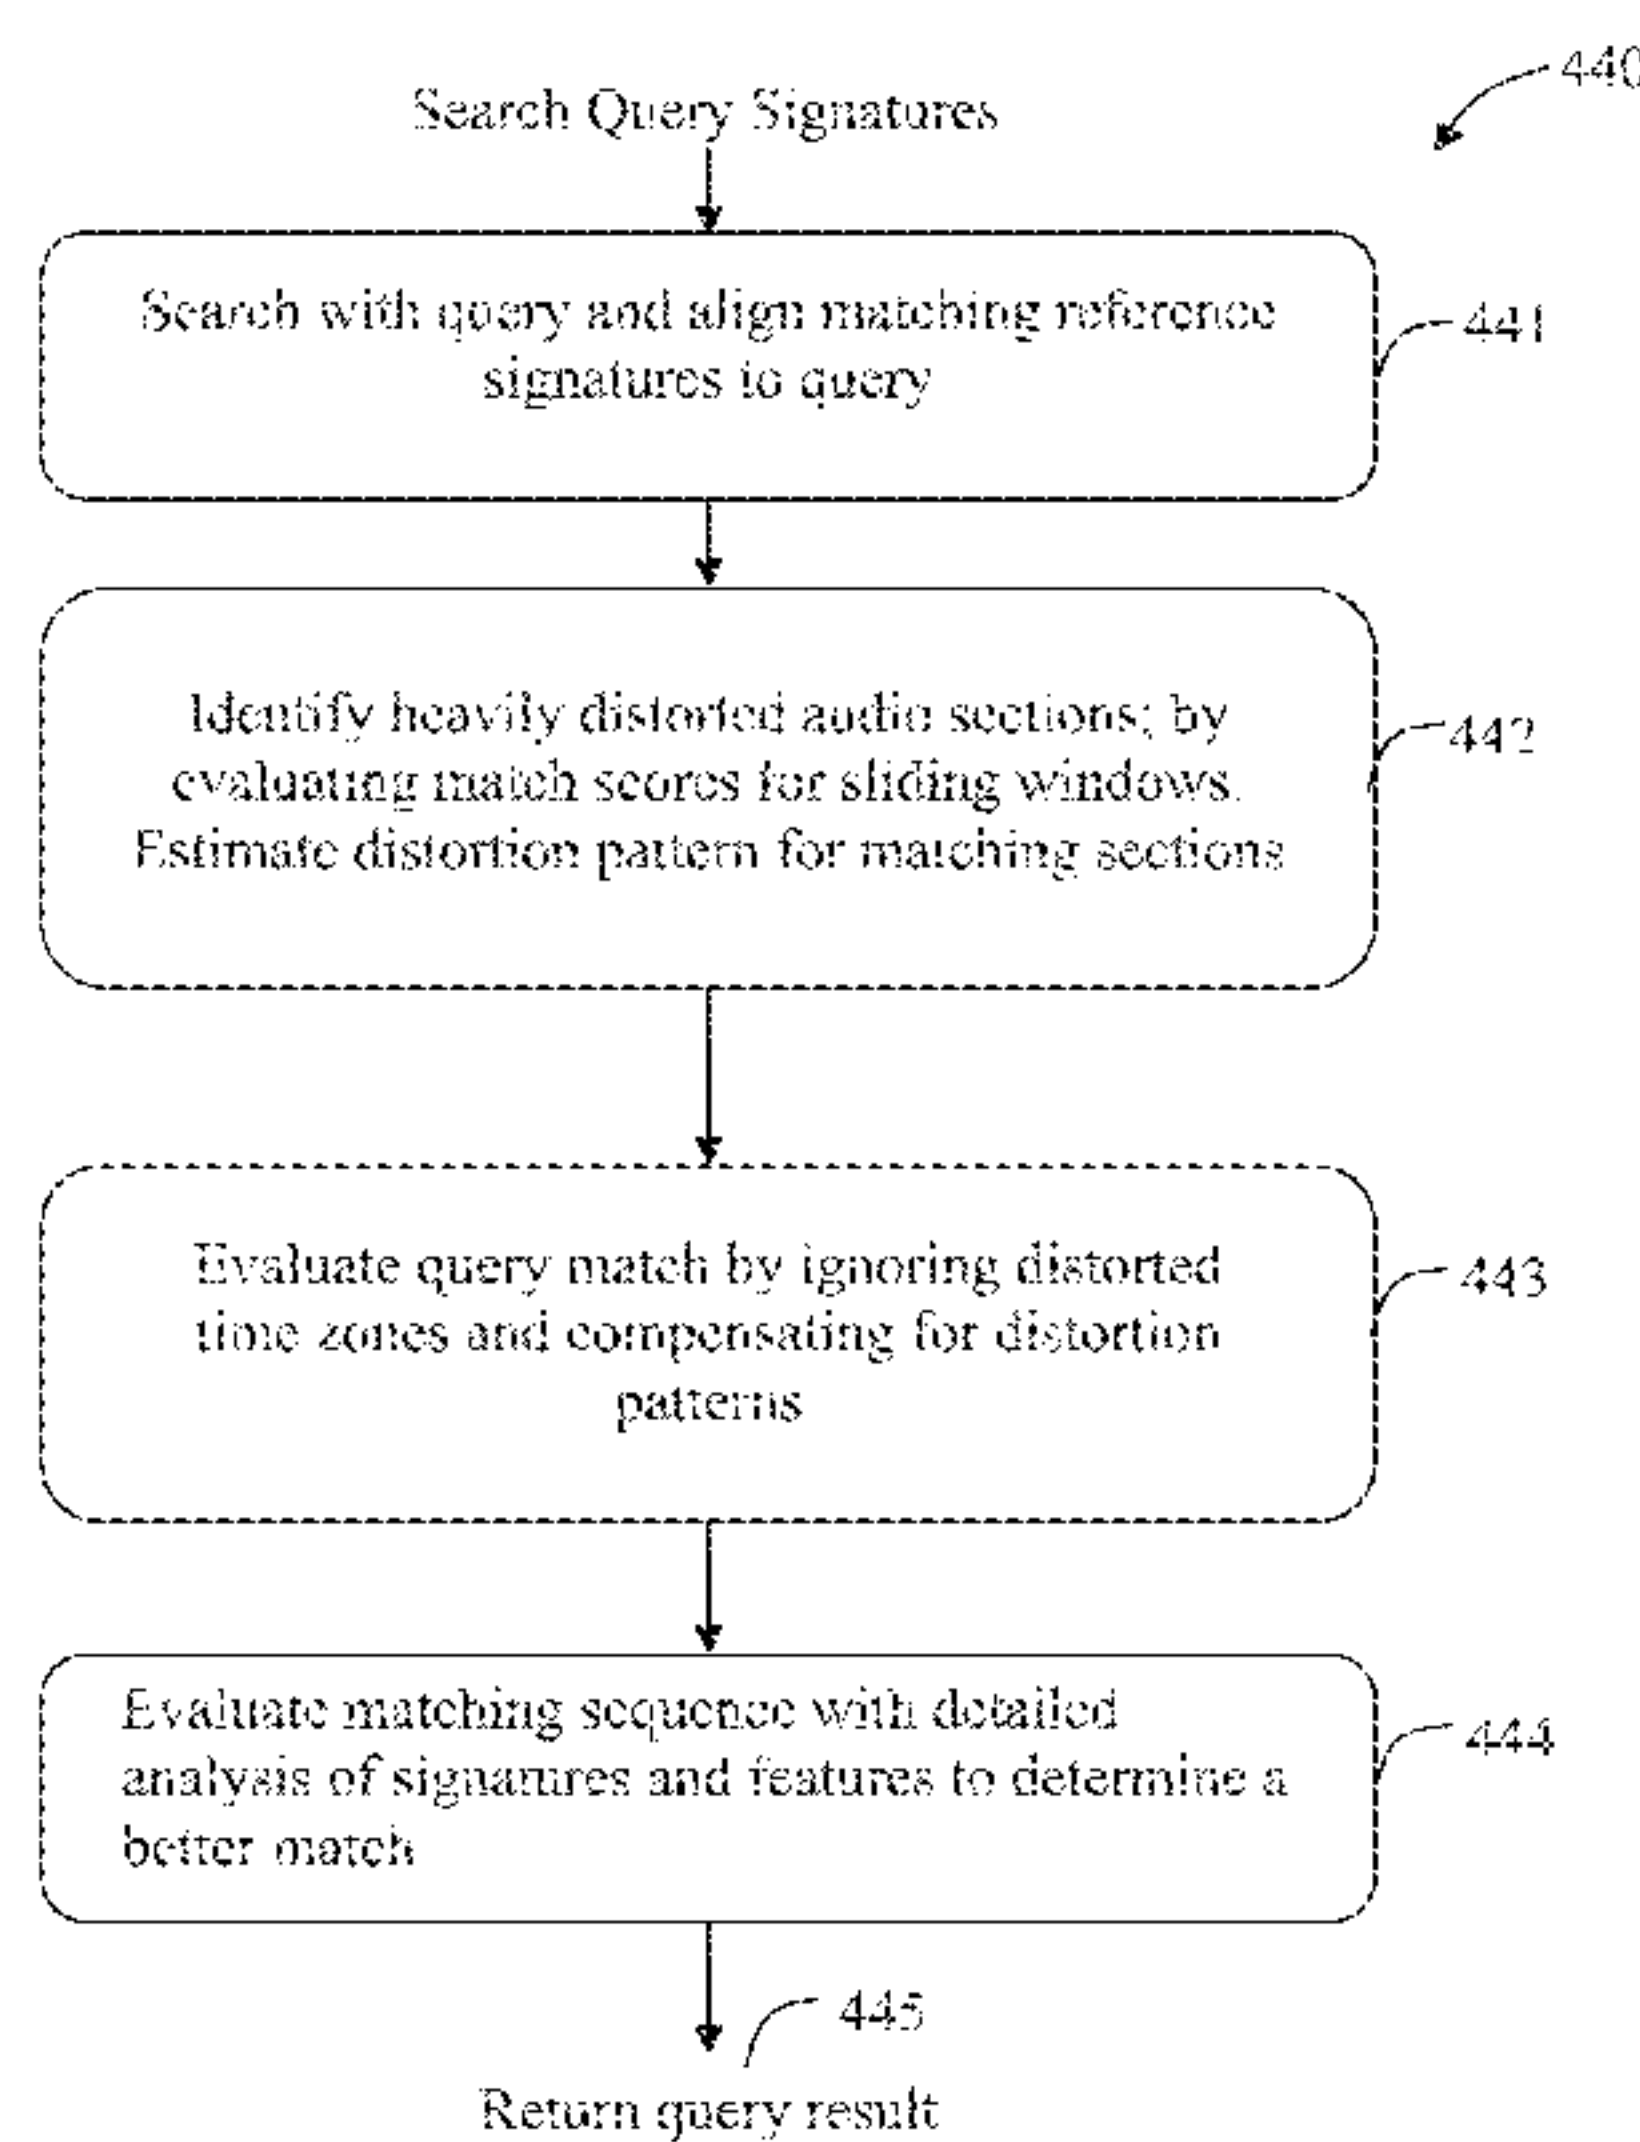 440
Search Query Signatures
Search with query and align matching reference
signatures to query
441
Identify heavily distorted audio sections; by
evaluating match scores for sliding windows.
Estimate distortion pattern for matching sections
442
Evaluate query match by ignoring distorted
time zones and compensating for distortion
patterns
443
Evaluate matching sequence with detailed
analysis of signatures and features to determine a
better match
444
445
Return query result